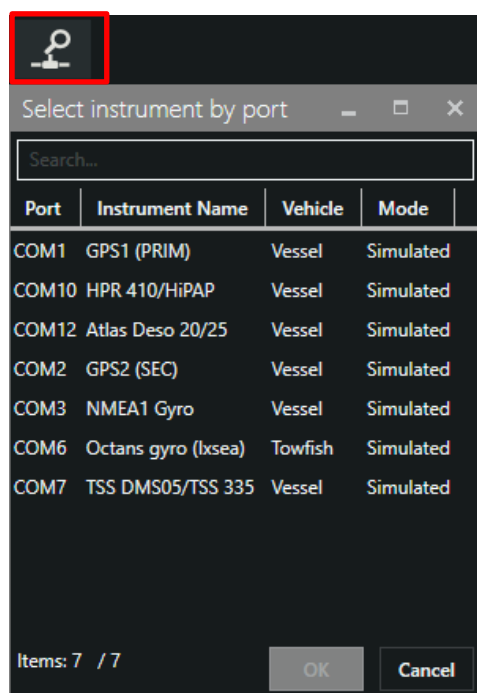 Select instrument by port
Search...
Port Instrument Name Vehicle Mode
COM1 GPS1 (PRIM) Vessel Simulated
COM10 HPR 410/HiPAP Vessel Simulated
COM12 Atlas Deso 20/25 Vessel Simulated
COM2 GPS2 (SEC) Vessel Simulated
COM3 NMEA1 Gyro Vessel Simulated
COM6 Octans gyro (Ixsea) Towfish Simulated
COM7 TSS DMS05/TSS 335 Vessel Simulated
Items: 7 / 7
OK Cancel